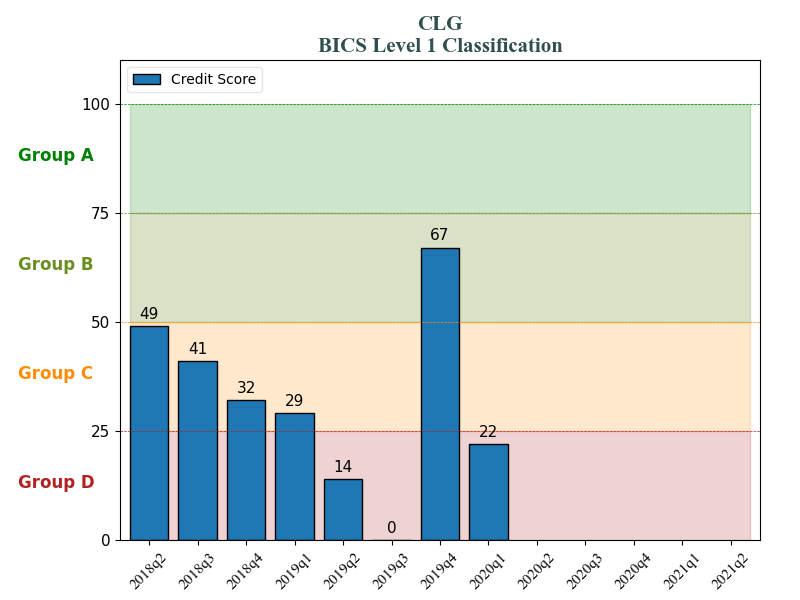 CLG
BICS Level 1 Classification
Credit Score
100
Group A
75
67
Group B
50
49
41
32
29
Group C
25
22
14
Group D
0
0
2018q2
2018q3
2018q4
2019q1
2019q2
2019q3
2019q4
2020q1
2020q2
2020q3
2020q4
2021q1
2021q2